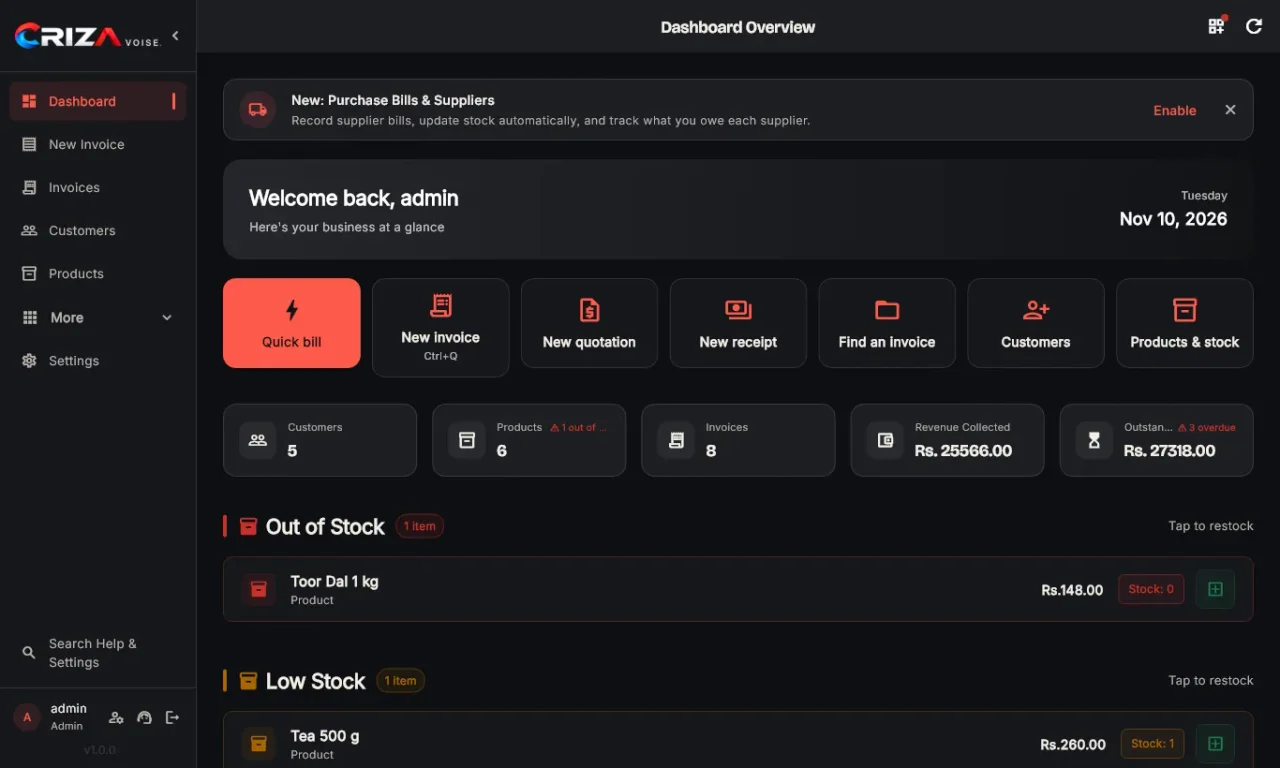 CRIZA VOISE.
Dashboard
New Invoice
Invoices
Customers
Products
More
Settings
Search Help &
Settings
A
admin
Admin
v1.0.0
Dashboard Overview
New: Purchase Bills & Suppliers
Record supplier bills, update stock automatically, and track what you owe each supplier.
Enable
Welcome back, admin
Here's your business at a glance
Tuesday
Nov 10, 2026
Quick bill
New invoice
Ctrl+Q
New quotation
New receipt
Find an invoice
Customers
Products & stock
Customers
5
Products 1 out of ...
6
Invoices
8
Revenue Collected
Rs. 25566.00
Outstan... 3 overdue
Rs. 27318.00
Out of Stock 1 item
Tap to restock
Toor Dal 1 kg
Product
Rs.148.00 Stock: 0
Low Stock 1 item
Tap to restock
Tea 500 g
Product
Rs.260.00 Stock: 1